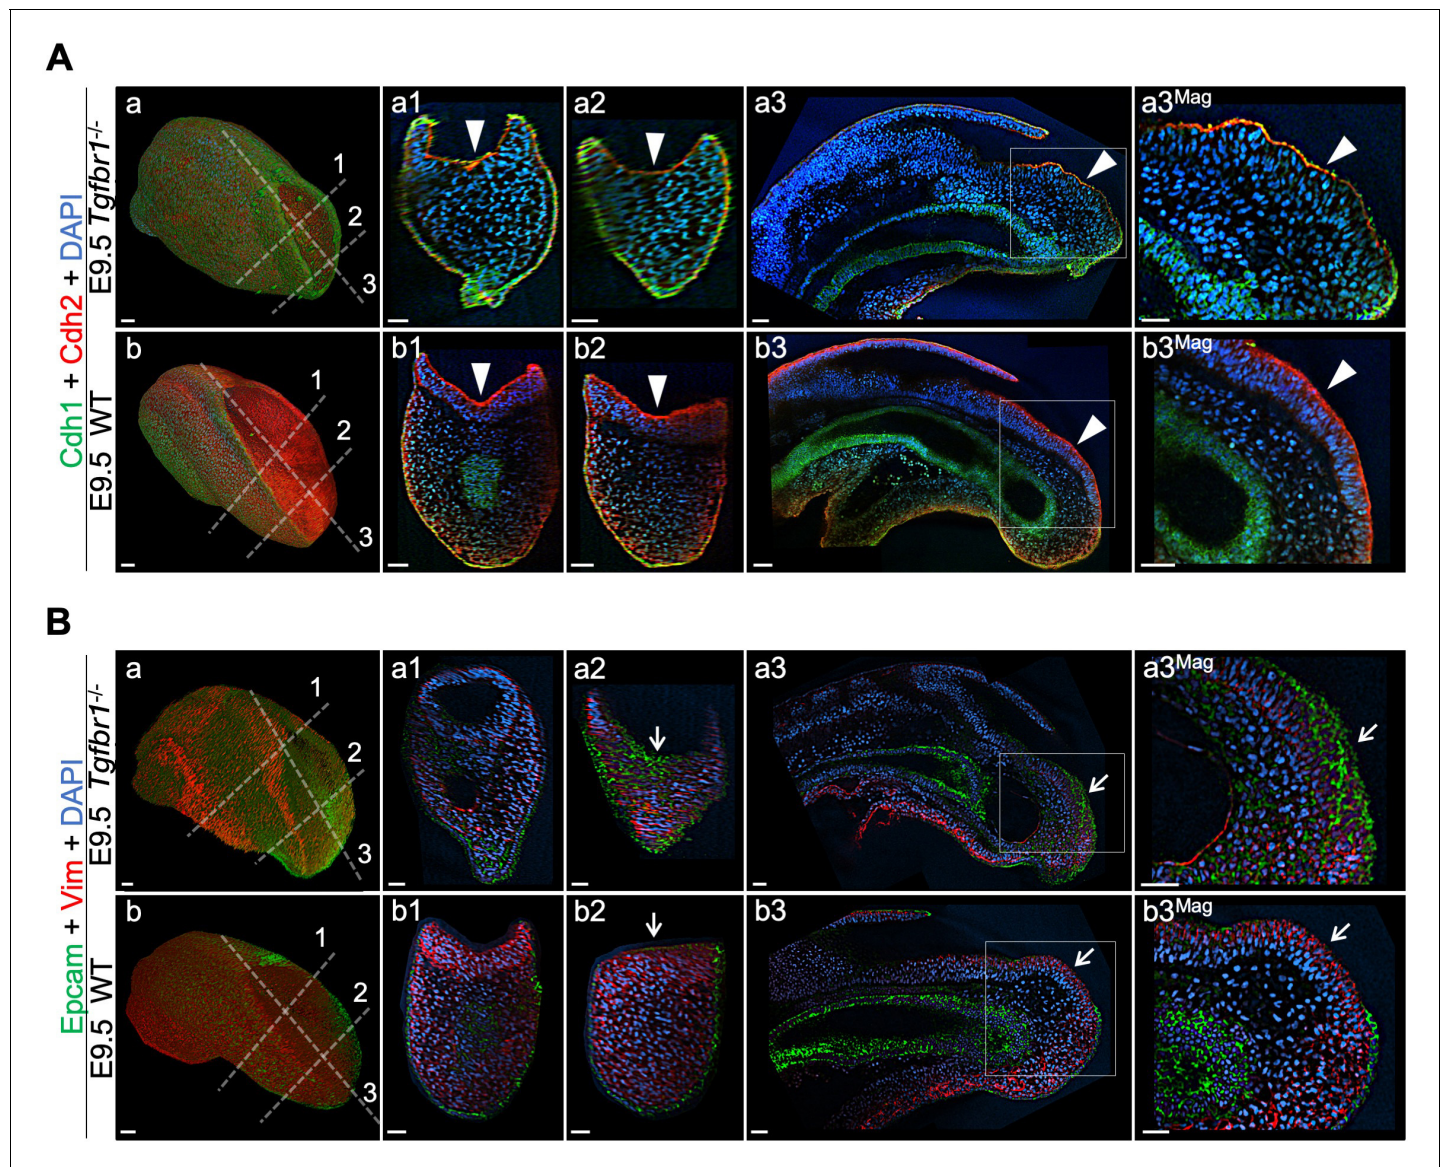 A
Cdh1 + Cdh2 + DAPI
E9.5 Tgfbr1-/-
a
1
2
3
a1
a2
a3
a3Mag
E9.5 WT
b
1
2
3
b1
b2
b3
b3Mag
B
Epcam + Vim + DAPI
E9.5 Tgfbr1-/-
a
1
2
3
a1
a2
a3
a3Mag
E9.5 WT
b
1
2
3
b1
b2
b3
b3Mag